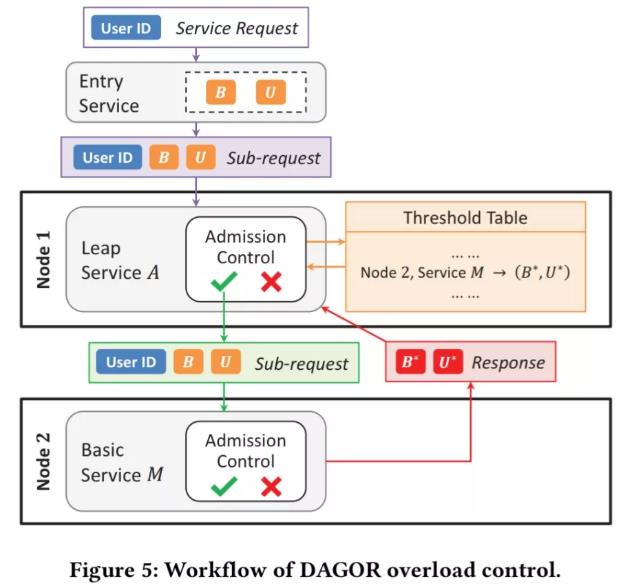 User ID Service Request
Entry
Service
B U
User ID B U Sub-request
Node 1
Leap
Service A
Admission
Control
Threshold Table
... ...
Node 2, Service M → (B*, U*)
... ...
User ID B U Sub-request
B* U* Response
Node 2
Basic
Service M
Admission
Control
Figure 5: Workflow of DAGOR overload control.